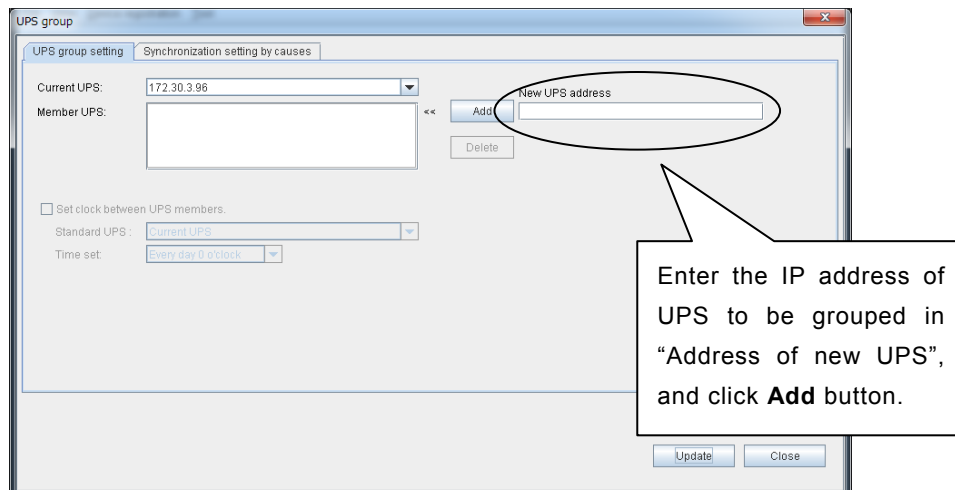 UPS group
UPS group setting Synchronization setting by causes
Current UPS: 172.30.3.96
New UPS address
Member UPS: << Add
Delete
Set clock between UPS members.
Standard UPS : Current UPS
Time set: Every day 0 o'clock
Enter the IP address of
UPS to be grouped in
“Address of new UPS”,
and click Add button.
Update Close